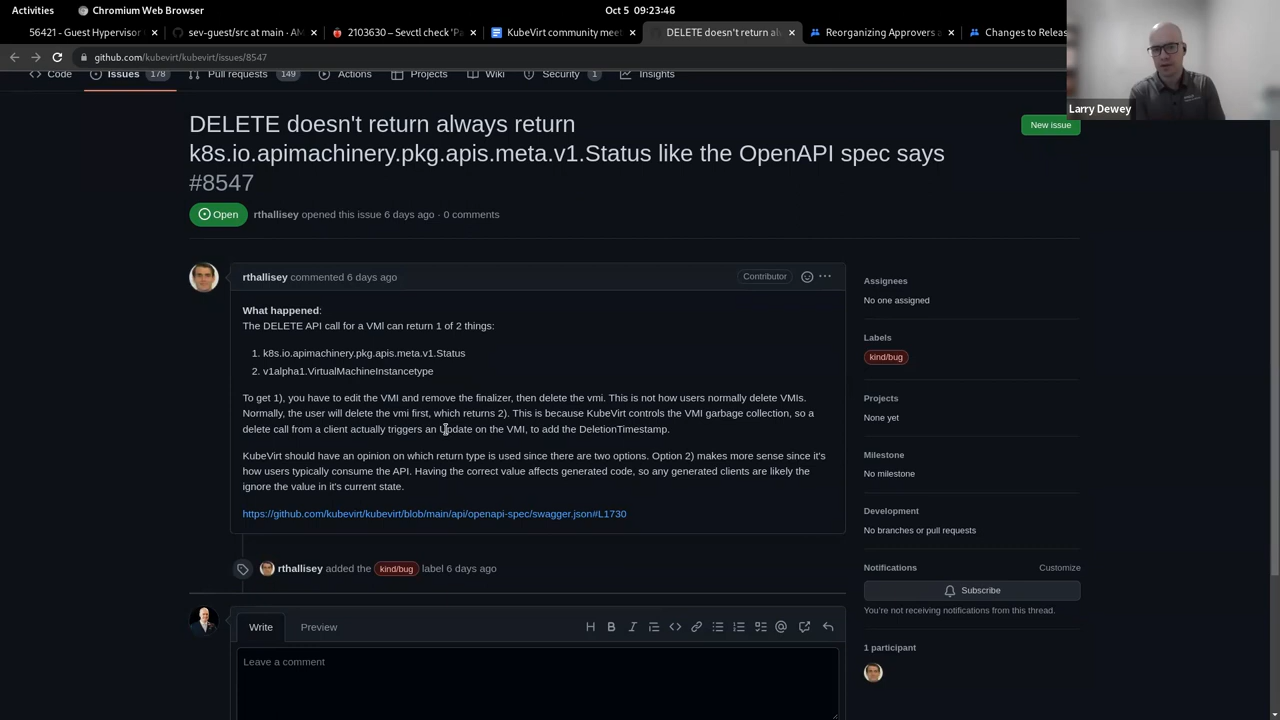 Activities
Chromium Web Browser
Oct 5 09:23:46
56421 - Guest Hypervisor
sev-guest/src at main · AM
2103630 – Sevctl check 'Pa
KubeVirt community meet
DELETE doesn't return al
Reorganizing Approvers a
Changes to Releas
github.com/kubevirt/kubevirt/issues/8547
Larry Dewey
Code
Issues 178
Pull requests 149
Actions
Projects
Wiki
Security 1
Insights
DELETE doesn't return always return
k8s.io.apimachinery.pkg.apis.meta.v1.Status like the OpenAPI spec says
#8547
New issue
Open
rthallisey opened this issue 6 days ago · 0 comments
rthallisey commented 6 days ago
Contributor
What happened:
The DELETE API call for a VMI can return 1 of 2 things:
1. k8s.io.apimachinery.pkg.apis.meta.v1.Status
2. v1alpha1.VirtualMachineInstancetype
To get 1), you have to edit the VMI and remove the finalizer, then delete the vmi. This is not how users normally delete VMIs.
Normally, the user will delete the vmi first, which returns 2). This is because KubeVirt controls the VMI garbage collection, so a
delete call from a client actually triggers an Update on the VMI, to add the DeletionTimestamp.
KubeVirt should have an opinion on which return type is used since there are two options. Option 2) makes more sense since it's
how users typically consume the API. Having the correct value affects generated code, so any generated clients are likely the
ignore the value in it's current state.
https://github.com/kubevirt/kubevirt/blob/main/api/openapi-spec/swagger.json#L1730
rthallisey added the kind/bug label 6 days ago
Write
Preview
Leave a comment
Assignees
No one assigned
Labels
kind/bug
Projects
None yet
Milestone
No milestone
Development
No branches or pull requests
Notifications
Customize
Subscribe
You're not receiving notifications from this thread.
1 participant